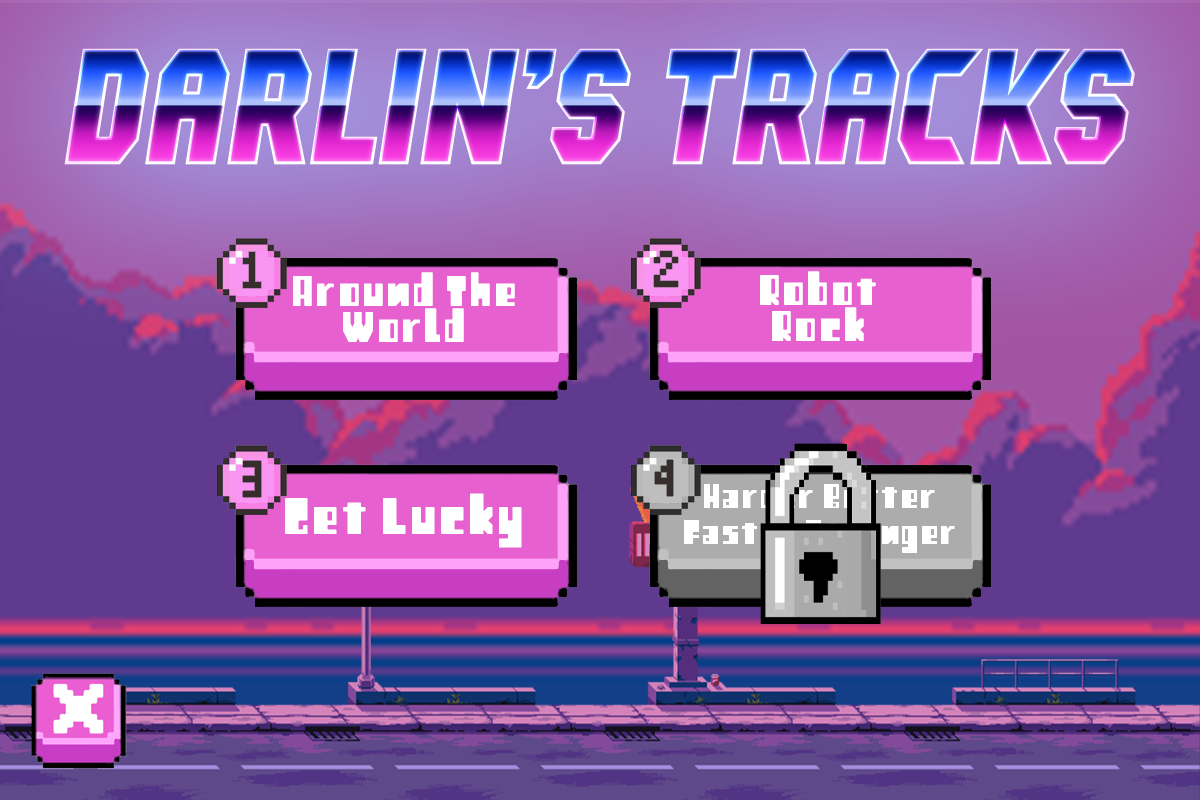 DARLIN'S TRACKS
1
Around The
World
2
Robot
Rock
3
Get Lucky
4
X